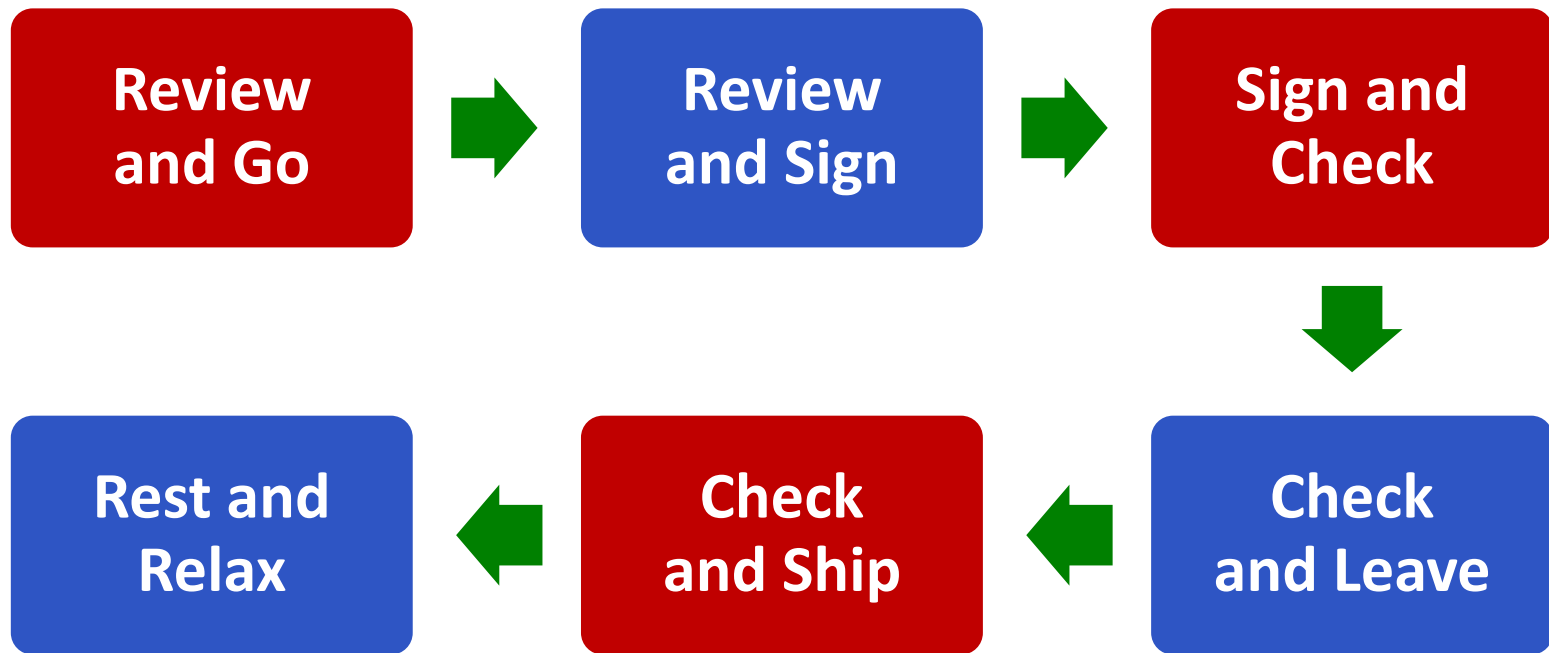 Review
and Go
Review
and Sign
Sign and
Check
Check
and Leave
Check
and Ship
Rest and
Relax